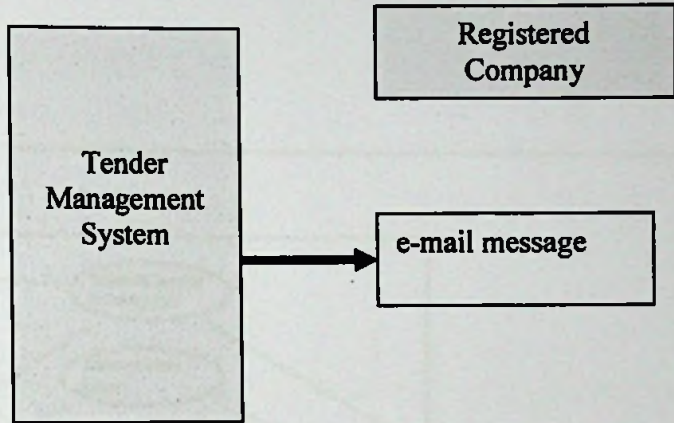 Registered
Company
Tender
Management
System
e-mail message